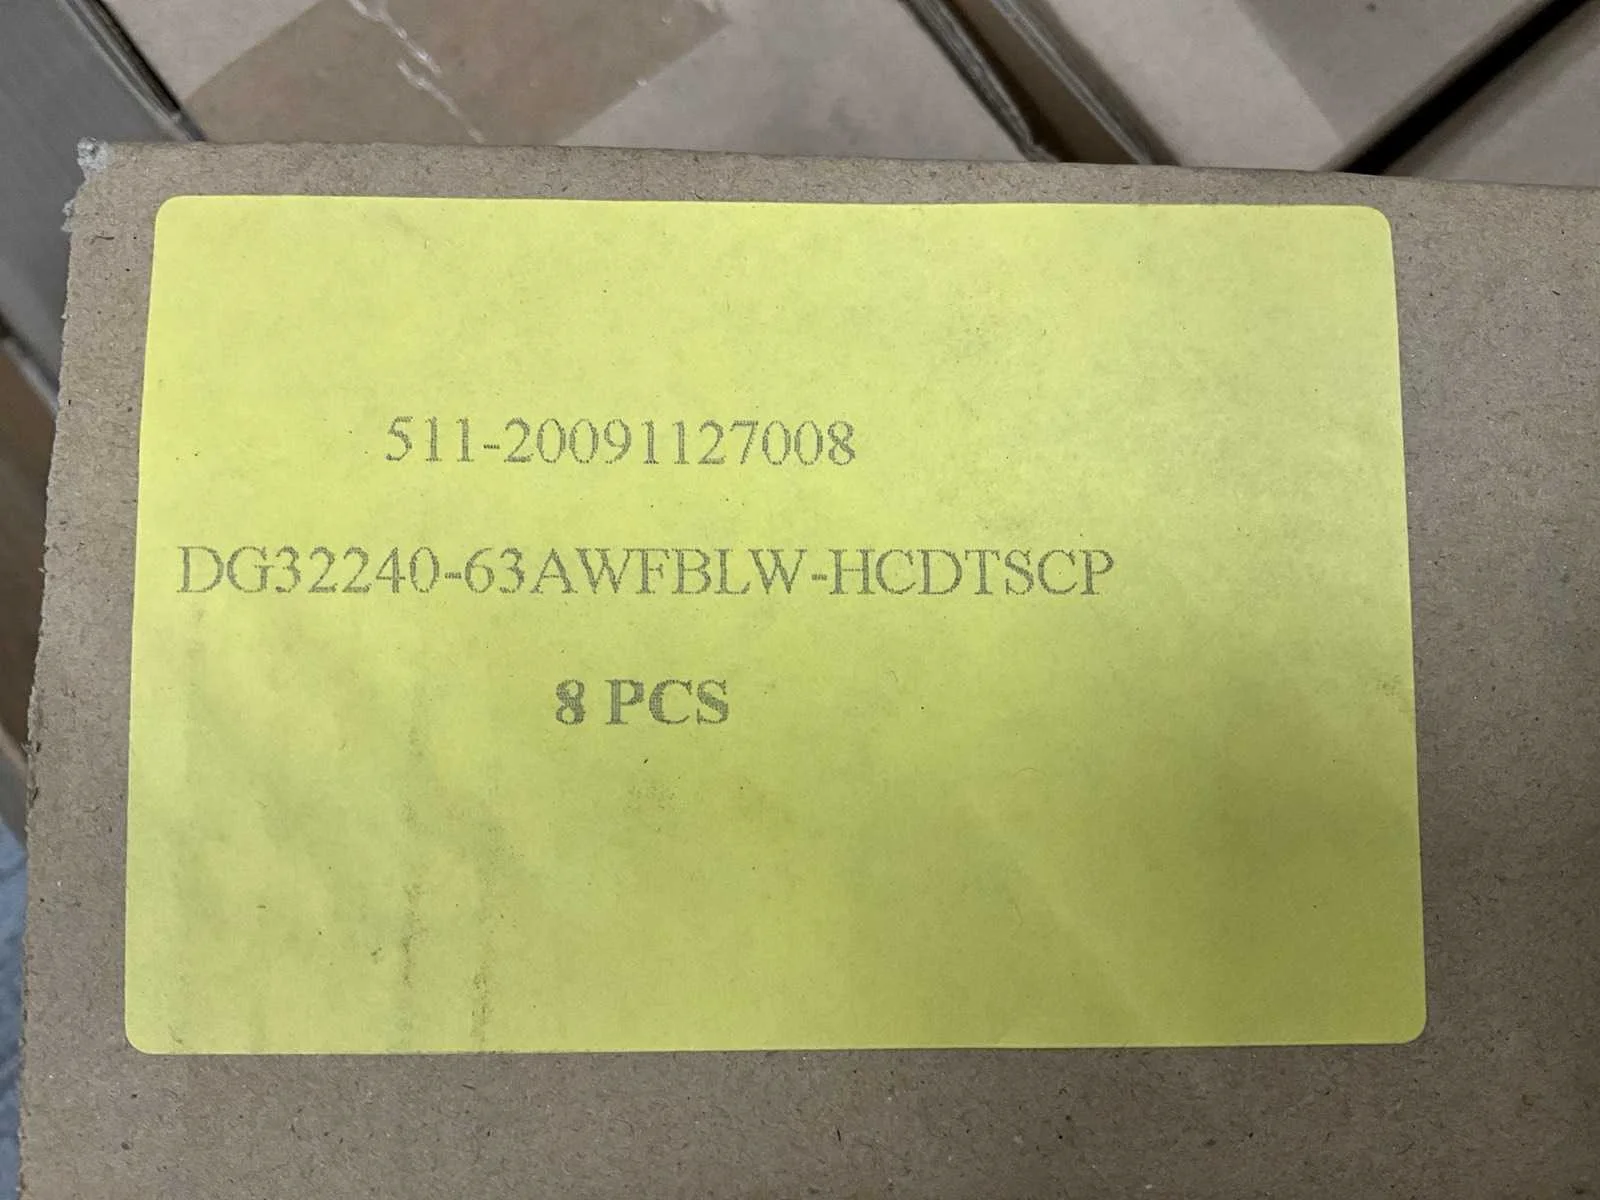 511-20091127008
DG32240-63AWFBLW-HCDTSCP
8 PCS